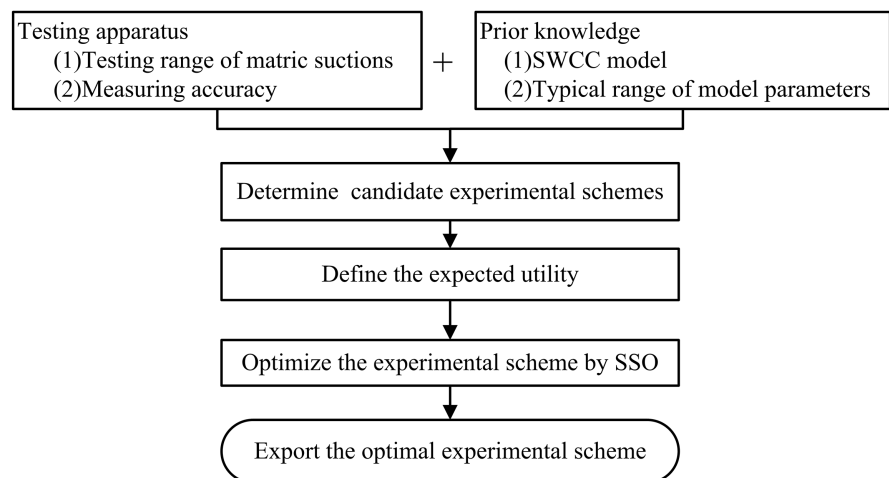 Testing apparatus
(1)Testing range of matric suctions
(2)Measuring accuracy
+
Prior knowledge
(1)SWCC model
(2)Typical range of model parameters
Determine candidate experimental schemes
Define the expected utility
Optimize the experimental scheme by SSO
Export the optimal experimental scheme